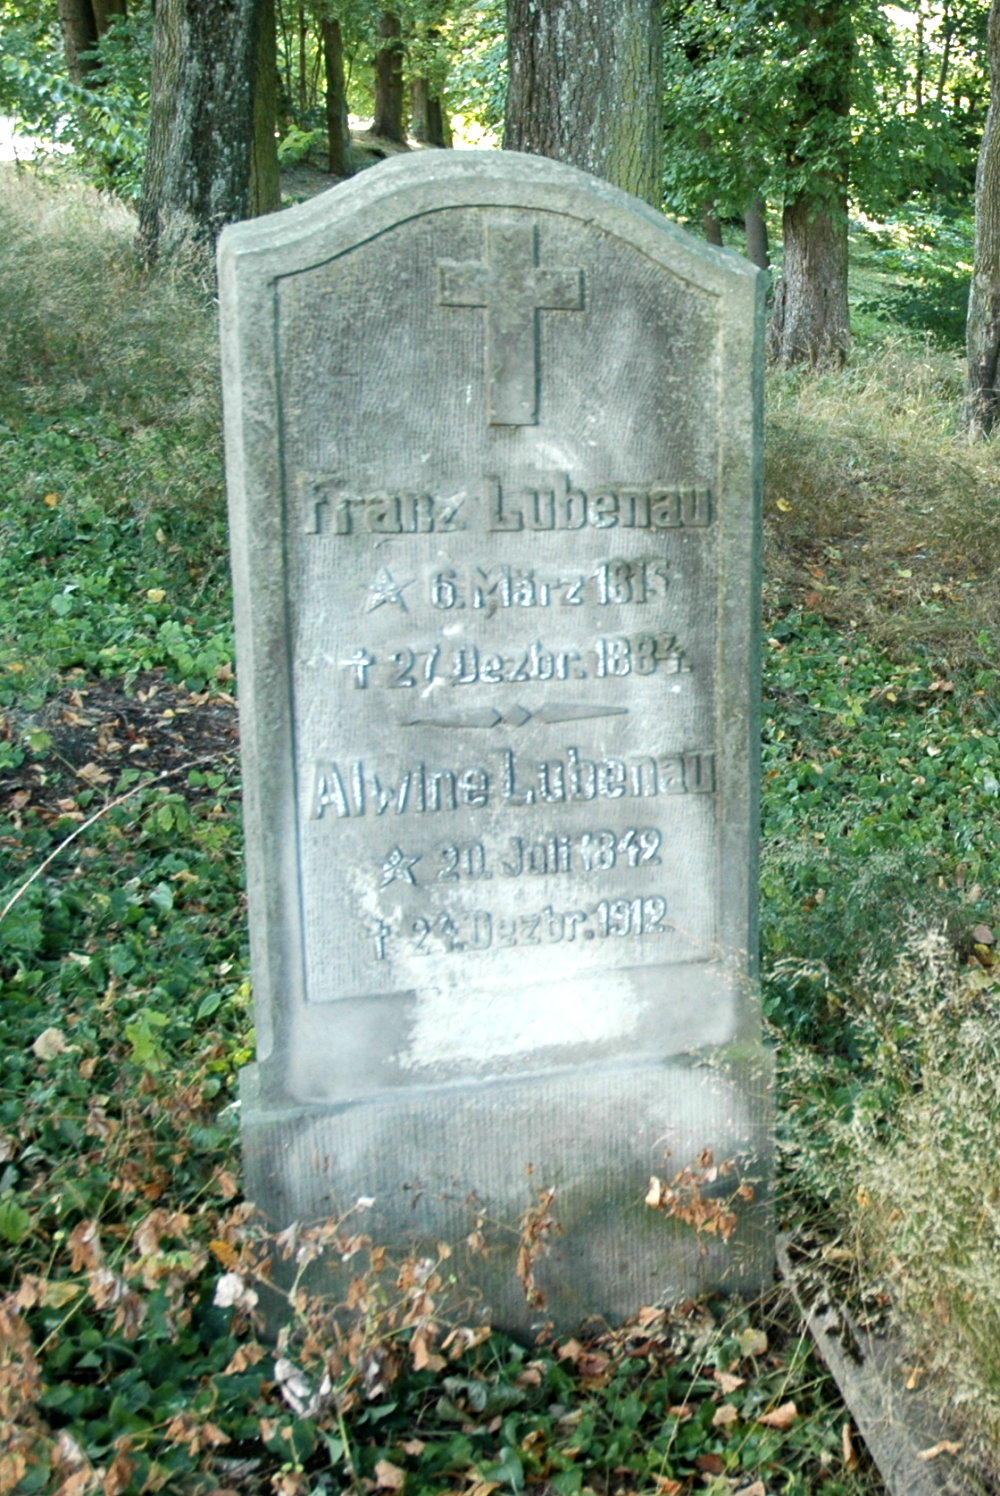 Franz Lubenau
★ 6. März 1815
✝ 27. Dezbr. 1884.
Alwine Lubenau
★ 20. Juli 1842
✝ 24. Dezbr. 1912.